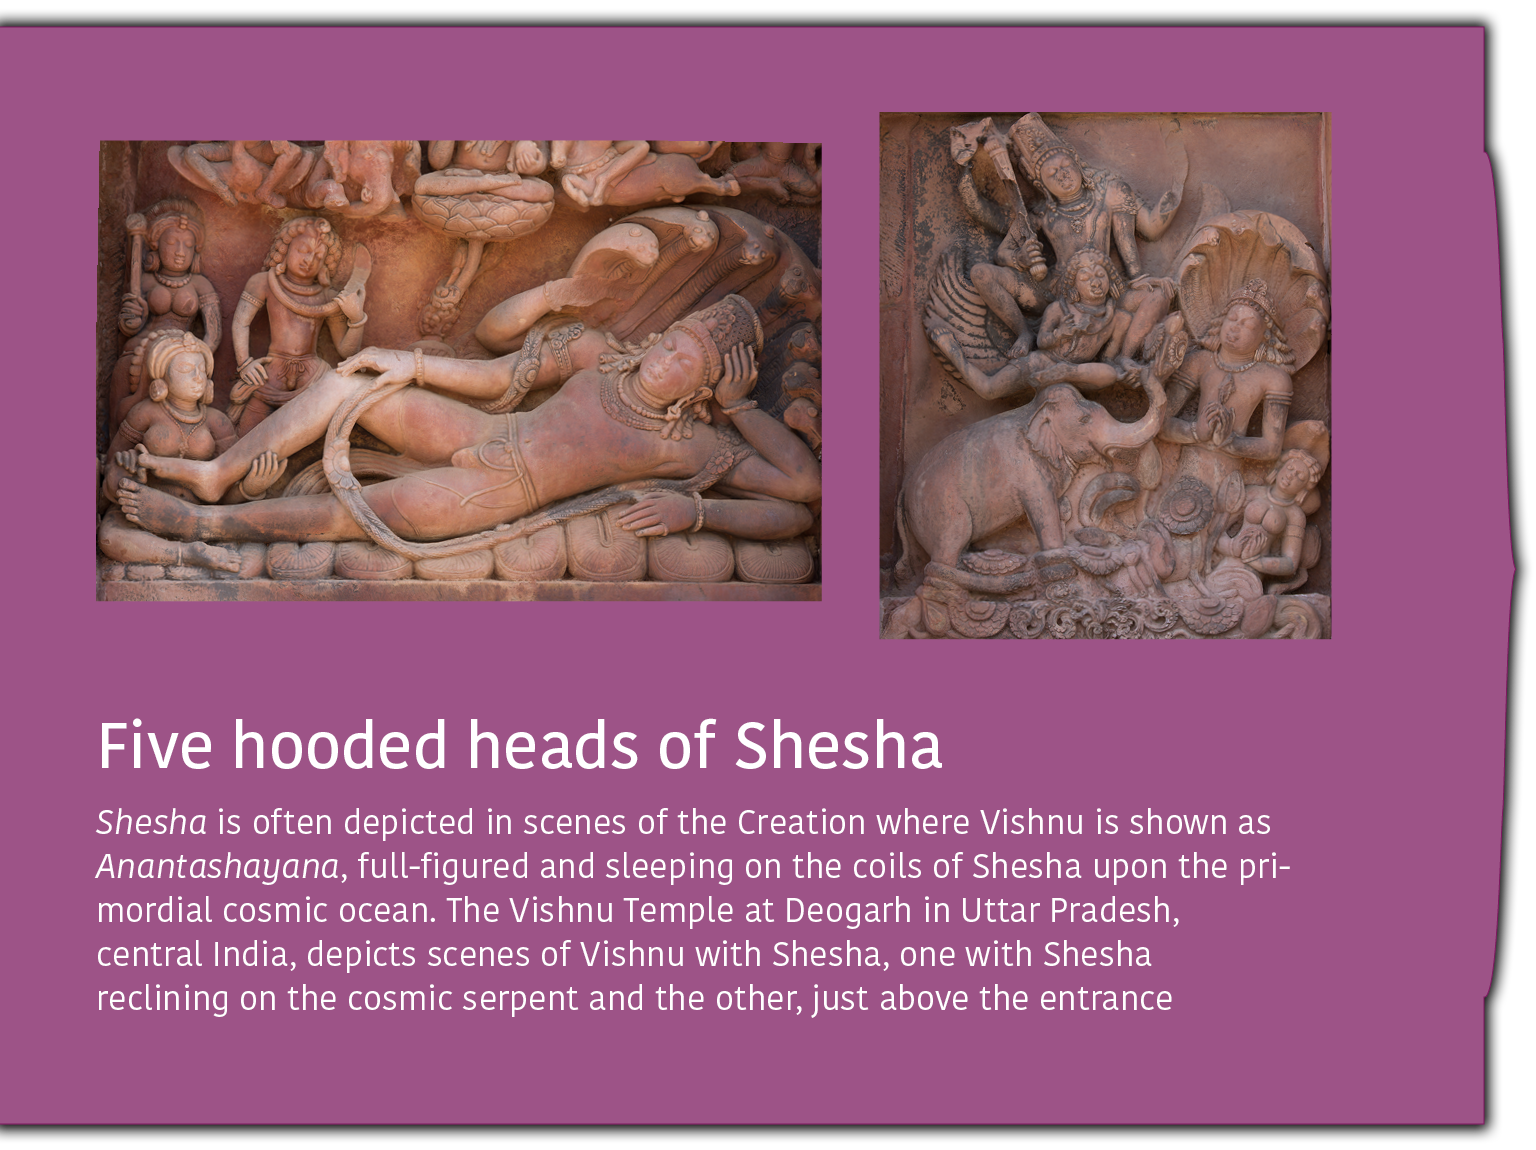 Five hooded heads of Shesha
Shesha is often depicted in scenes of the Creation where Vishnu is shown as
Anantashayana, full-figured and sleeping on the coils of Shesha upon the pri-
mordial cosmic ocean. The Vishnu Temple at Deogarh in Uttar Pradesh,
central India, depicts scenes of Vishnu with Shesha, one with Shesha
reclining on the cosmic serpent and the other, just above the entrance